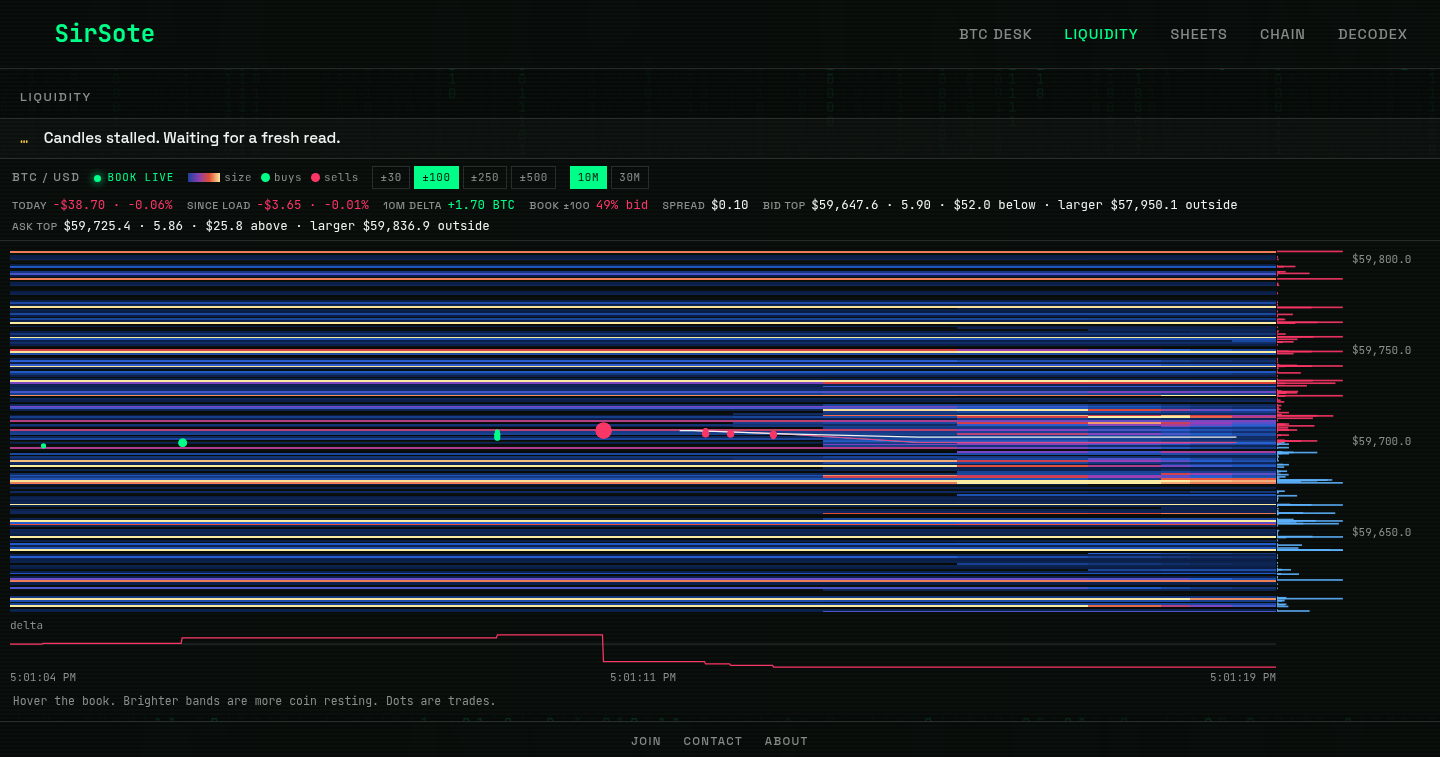 SirSote
BTC DESK LIQUIDITY SHEETS CHAIN DECODEX
LIQUIDITY
… Candles stalled. Waiting for a fresh read.
BTC / USD BOOK LIVE size buys sells ±30 ±100 ±250 ±500 10M 30M
TODAY -$38.70 · -0.06% SINCE LOAD -$3.65 · -0.01% 10M DELTA +1.70 BTC BOOK ±100 49% bid SPREAD $0.10 BID TOP $59,647.6 · 5.90 · $52.0 below · larger $57,950.1 outside
ASK TOP $59,725.4 · 5.86 · $25.8 above · larger $59,836.9 outside
$59,800.0
$59,750.0
$59,700.0
$59,650.0
delta
5:01:04 PM 5:01:11 PM 5:01:19 PM
Hover the book. Brighter bands are more coin resting. Dots are trades.
JOIN CONTACT ABOUT